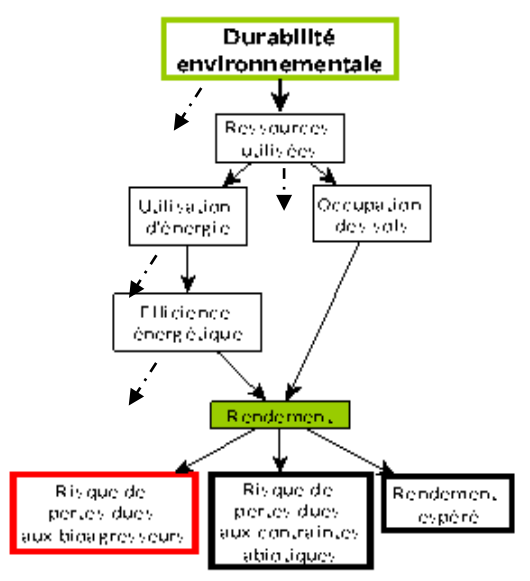 Durabilité
environnementale
Ressources
utilisées
Utilisation
d'énergie
Occupation
des sols
Efficience
énergétique
Rendement
Risque de
pertes dues
aux bioagresseurs
Risque de
pertes dues
aux contraintes
abiotiques
Rendement
espéré